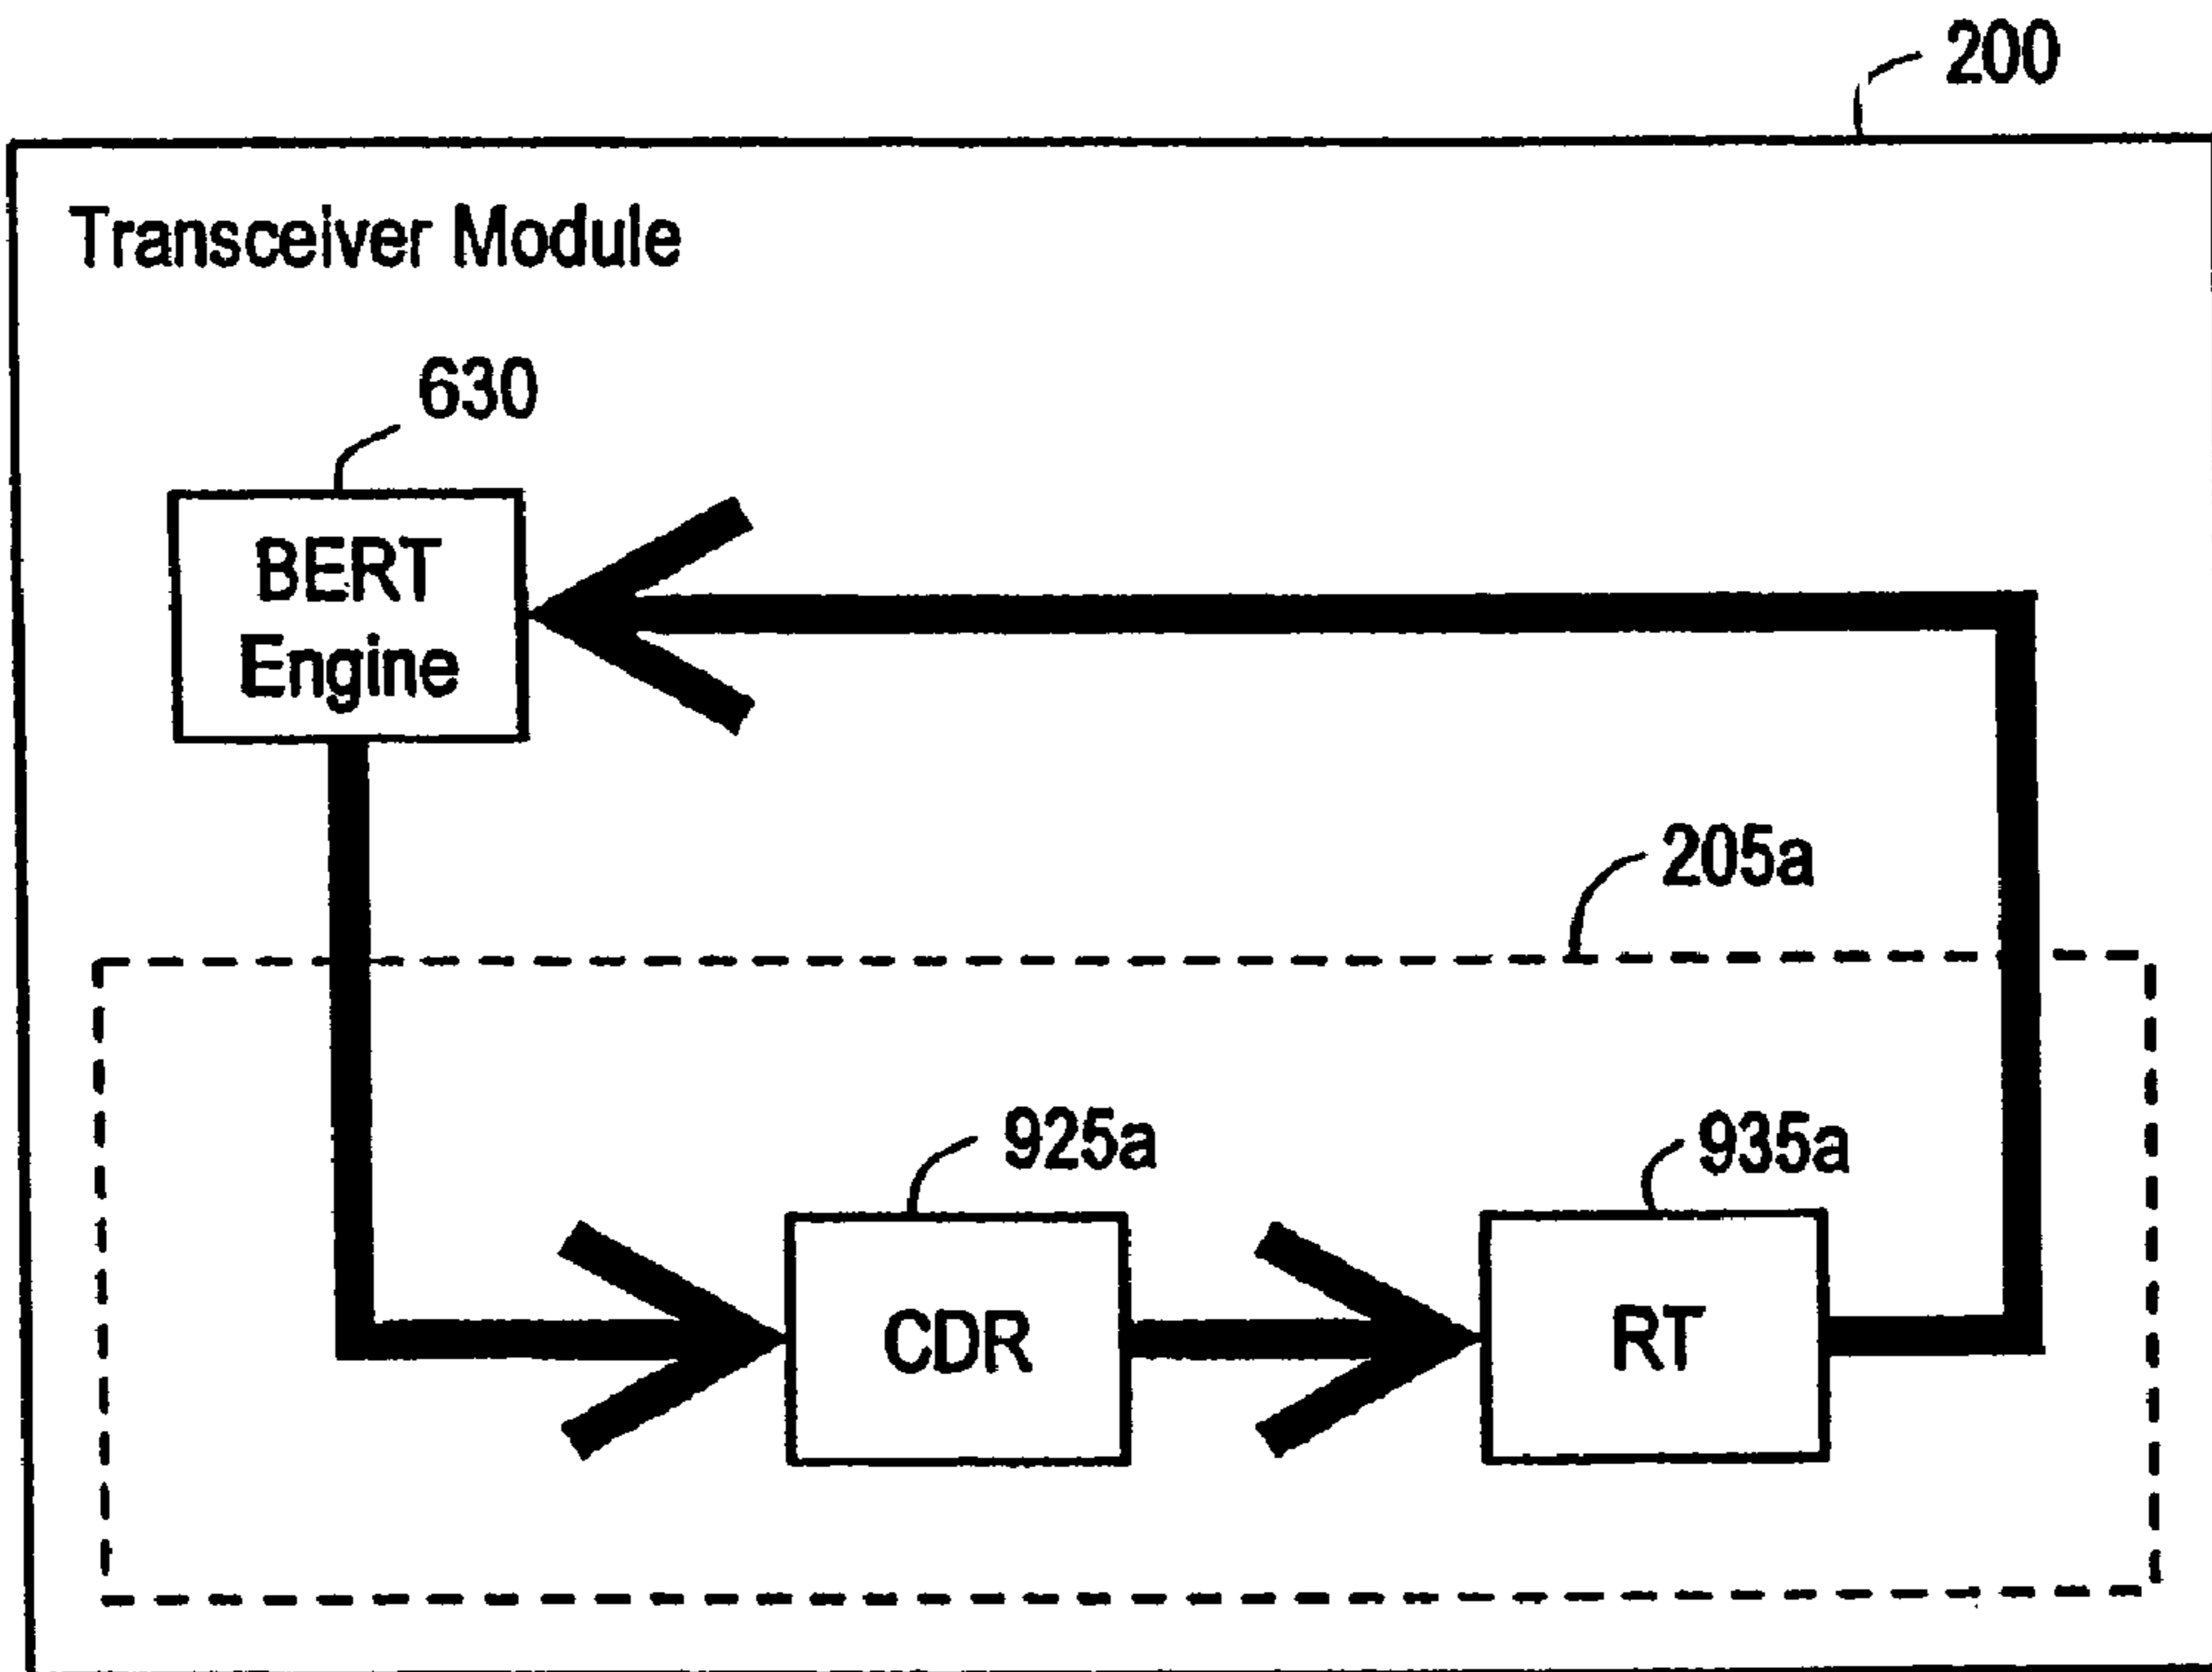 200
Transceiver Module
630
BERT
Engine
205a
925a
935a
CDR
RT